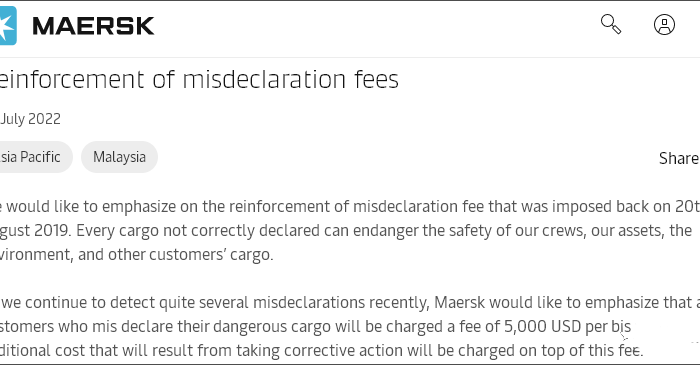 MAERSK
einforcement of misdeclaration fees
July 2022
sia Pacific
Malaysia
Share
e would like to emphasize on the reinforcement of misdeclaration fee that was imposed back on 20t
gust 2019. Every cargo not correctly declared can endanger the safety of our crews, our assets, the
vironment, and other customers' cargo.
we continue to detect quite several misdeclarations recently, Maersk would like to emphasize that a
stomers who mis declare their dangerous cargo will be charged a fee of 5,000 USD per
ditional cost that will result from taking corrective action will be charged on top of this fee.